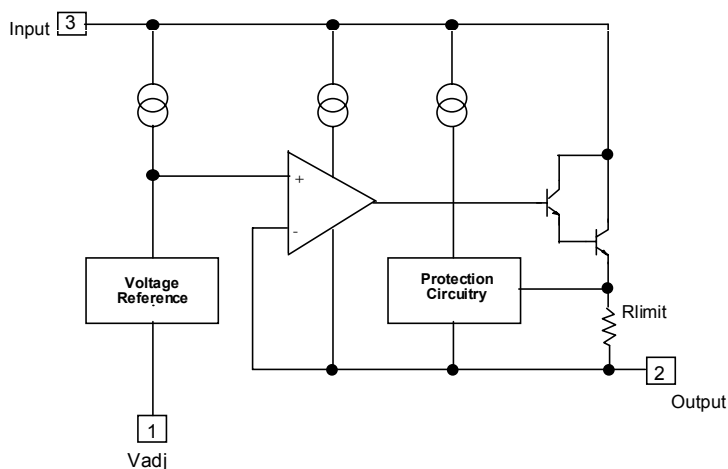 Input 3
+
-
Voltage
Reference
Protection
Circuitry
Rlimit
2
Output
1
Vadj